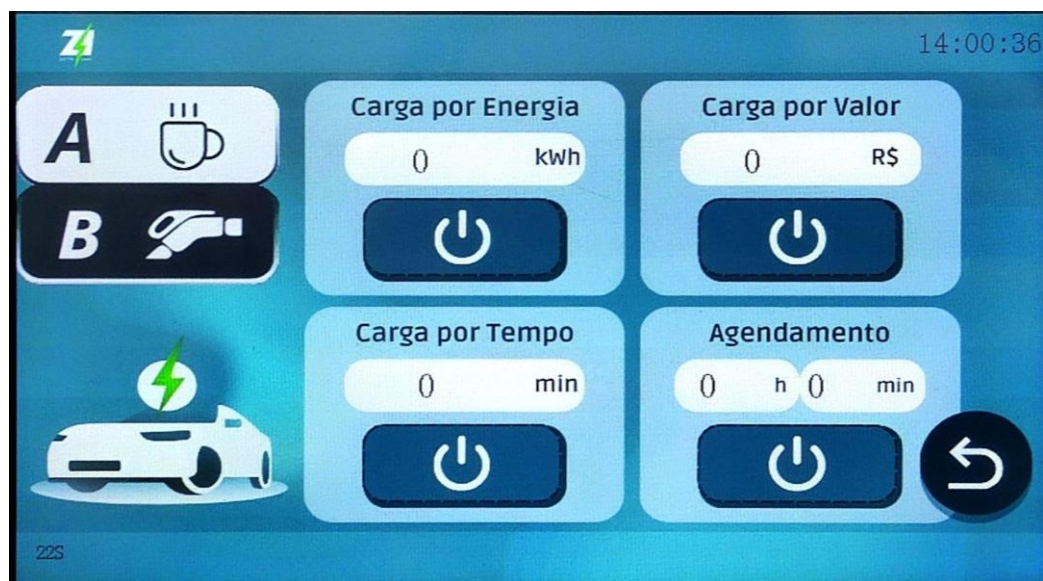 Z1
14:00:36
A
B
Carga por Energia
0 kWh
Carga por Valor
0 R$
Carga por Tempo
0 min
Agendamento
0 h 0 min
22S